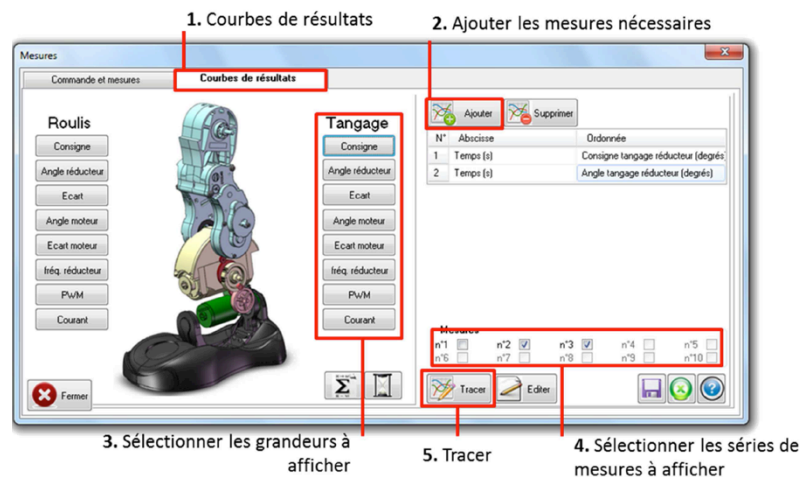 1. Courbes de résultats
2. Ajouter les mesures nécessaires
Mesures
Commande et mesures
Courbes de résultats
Roulis
Consigne
Angle réducteur
Ecart
Angle moteur
Ecart moteur
fréq. réducteur
PWM
Courant
Tangage
Consigne
Angle réducteur
Ecart
Angle moteur
Ecart moteur
fréq. réducteur
PWM
Courant
Ajouter
Supprimer
N° Abscisse Ordonnée
1 Temps (s) Consigne tangage réducteur (degrés
2 Temps (s) Angle tangage réducteur (degrés)
Mesures
n°1 n°2 n°3 n°4 n°5
n°6 n°7 n°8 n°9 n°10
Fermer
Σ
Tracer
Editer
3. Sélectionner les grandeurs à
afficher
5. Tracer
4. Sélectionner les séries de
mesures à afficher